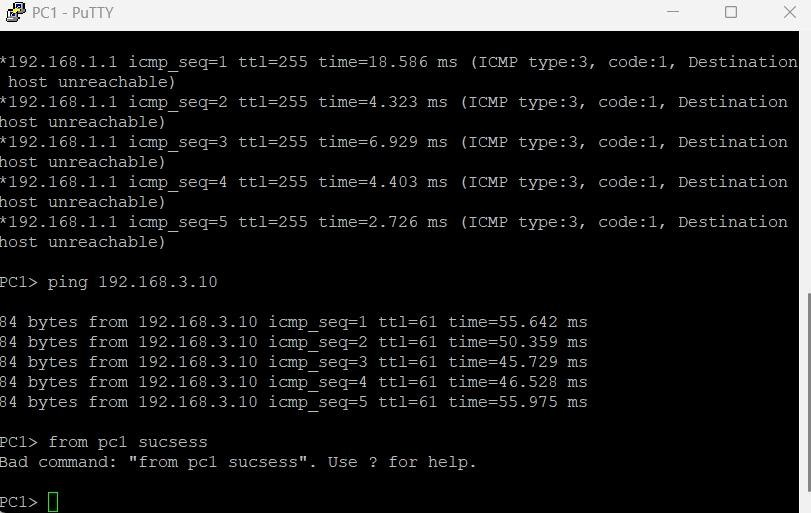 PC1 - PuTTY
*192.168.1.1 icmp_seq=1 ttl=255 time=18.586 ms (ICMP type:3, code:1, Destination
host unreachable)
*192.168.1.1 icmp_seq=2 ttl=255 time=4.323 ms (ICMP type:3, code:1, Destination
host unreachable)
*192.168.1.1 icmp_seq=3 ttl=255 time=6.929 ms (ICMP type:3, code:1, Destination
host unreachable)
*192.168.1.1 icmp_seq=4 ttl=255 time=4.403 ms (ICMP type:3, code:1, Destination
host unreachable)
*192.168.1.1 icmp_seq=5 ttl=255 time=2.726 ms (ICMP type:3, code:1, Destination
host unreachable)
PC1> ping 192.168.3.10
84 bytes from 192.168.3.10 icmp_seq=1 ttl=61 time=55.642 ms
84 bytes from 192.168.3.10 icmp_seq=2 ttl=61 time=50.359 ms
84 bytes from 192.168.3.10 icmp_seq=3 ttl=61 time=45.729 ms
84 bytes from 192.168.3.10 icmp_seq=4 ttl=61 time=46.528 ms
84 bytes from 192.168.3.10 icmp_seq=5 ttl=61 time=55.975 ms
PC1> from pc1 sucsess
Bad command: "from pc1 sucsess". Use ? for help.
PC1>